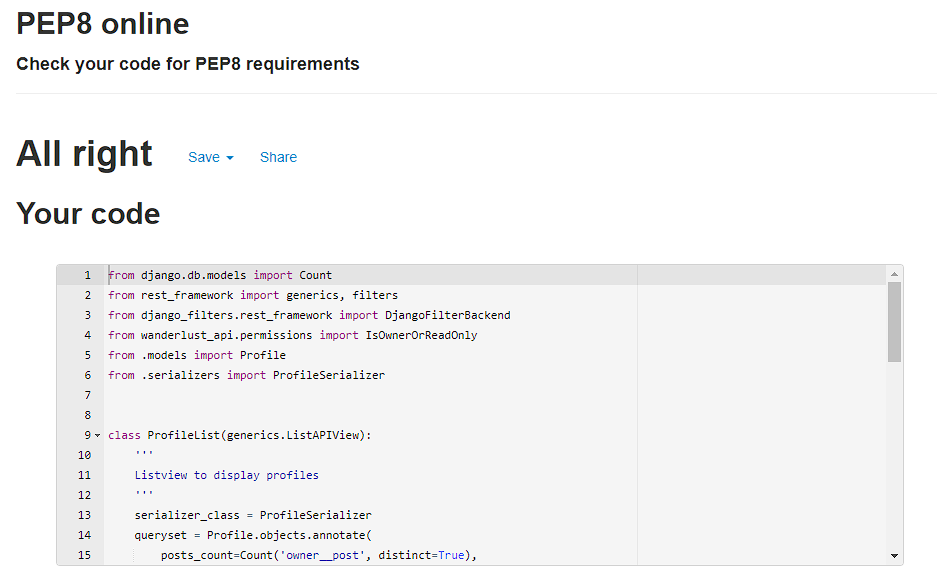 PEP8 online
Check your code for PEP8 requirements
All right Save Share
Your code
1 from django.db.models import Count
2 from rest_framework import generics, filters
3 from django_filters.rest_framework import DjangoFilterBackend
4 from wanderlust_api.permissions import IsOwnerOrReadOnly
5 from .models import Profile
6 from .serializers import ProfileSerializer
7
8
9 class ProfileList(generics.ListAPIView):
10     '''
11     Listview to display profiles
12     '''
13     serializer_class = ProfileSerializer
14     queryset = Profile.objects.annotate(
15         posts_count=Count('owner__post', distinct=True),